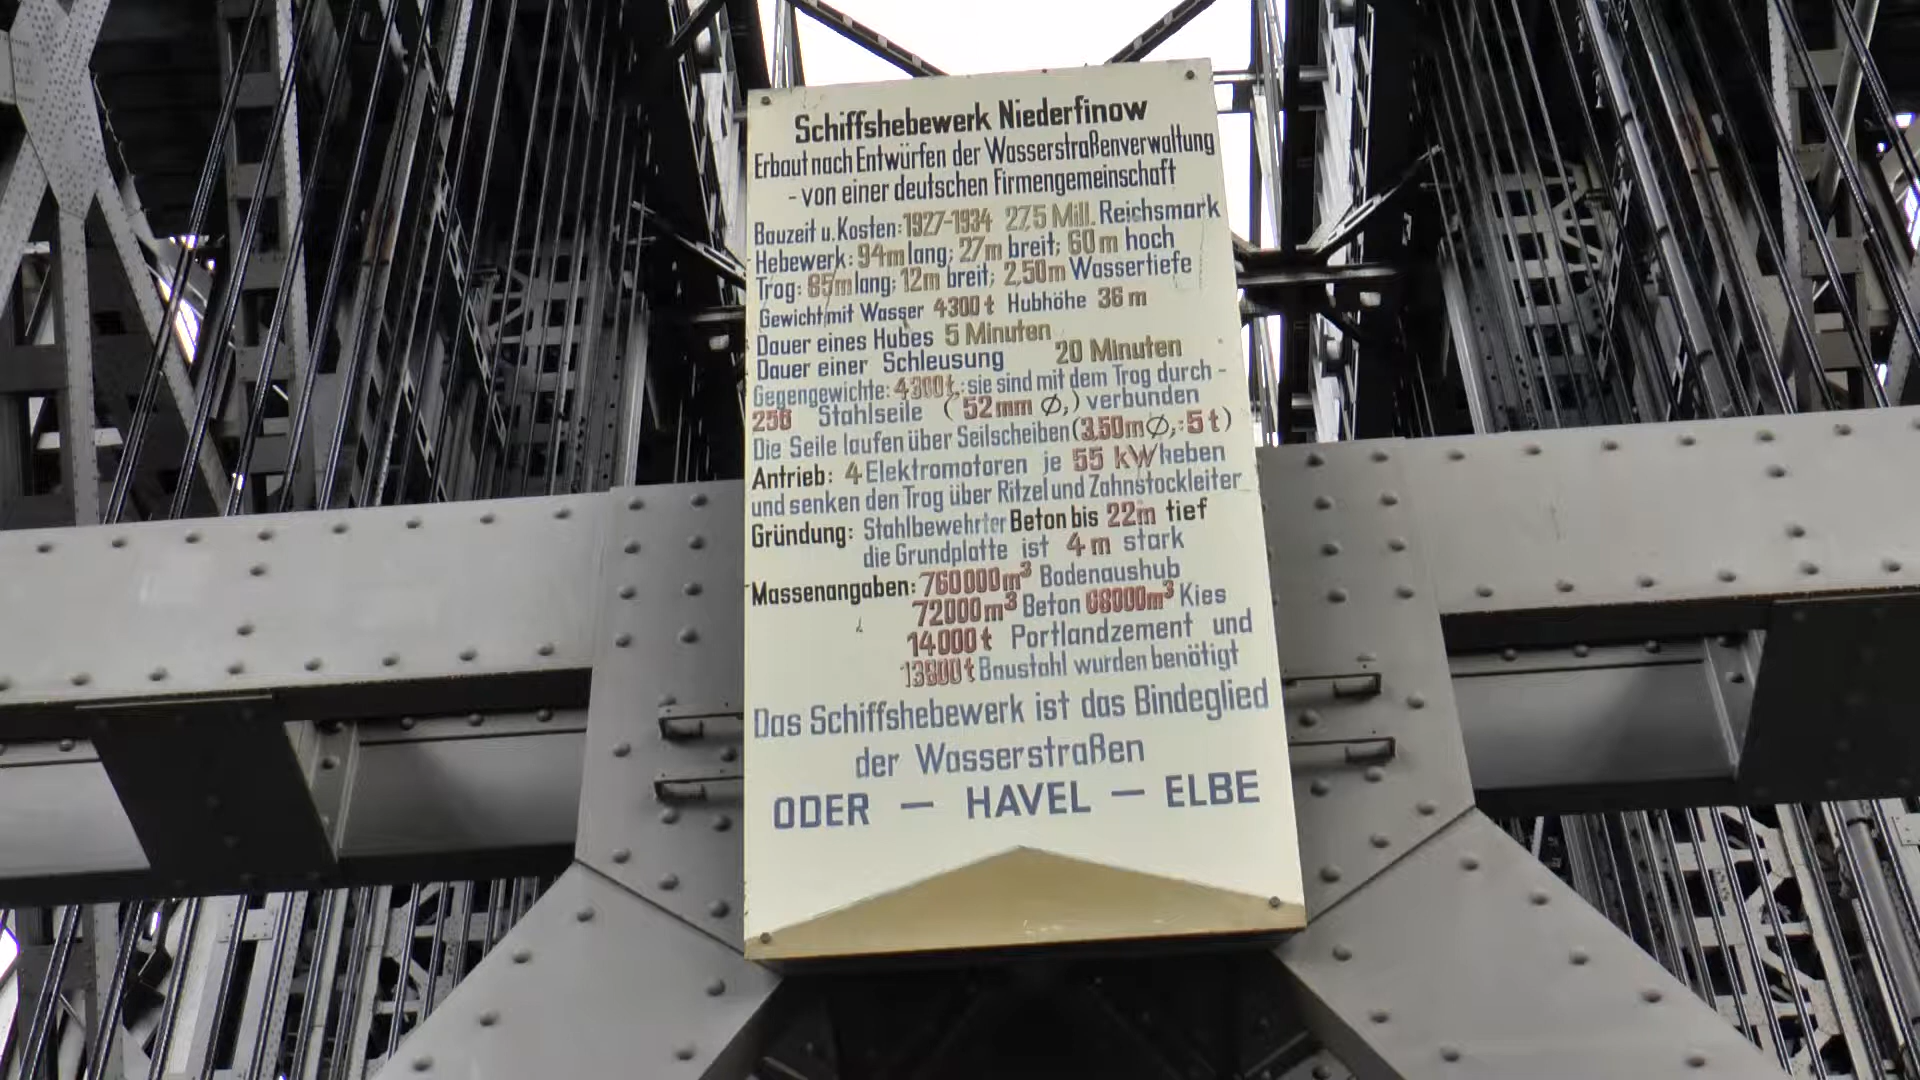 Schiffshebewerk Niederfinow
Erbaut nach Entwürfen der Wasserstraßenverwaltung
- von einer deutschen Firmengemeinschaft
Bauzeit u. Kosten: 1927-1934 27,5 Mill. Reichsmark
Hebewerk: 94m lang; 27m breit; 60m hoch
Trog: 85m lang; 12m breit; 2,50m Wassertiefe
Gewicht mit Wasser 4300t Hubhöhe 36m
Dauer eines Hubes 5 Minuten
Dauer einer Schleusung 20 Minuten
Gegengewichte: 4300t,: sie sind mit dem Trog durch -
256 Stahlseile (52mm Ø,) verbunden
Die Seile laufen über Seilscheiben (3,50m Ø,: 5t)
Antrieb: 4 Elektromotoren je 55 kW heben
und senken den Trog über Ritzel und Zahnstockleiter
Gründung: Stahlbewehrter Beton bis 22m tief
die Grundplatte ist 4m stark
Massenangaben: 760000m³ Bodenaushub
72000m³ Beton 68000m³ Kies
14000t Portlandzement und
13800t Baustahl wurden benötigt
Das Schiffshebewerk ist das Bindeglied
der Wasserstraßen
ODER — HAVEL — ELBE